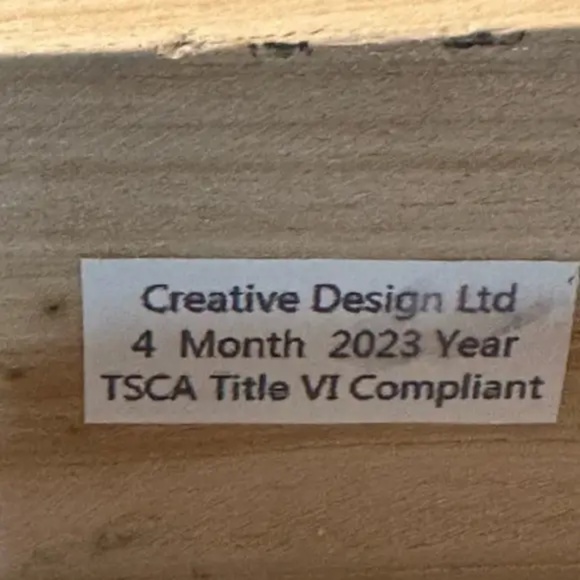 Creative Design Ltd
4 Month 2023 Year
TSCA Title VI Compliant